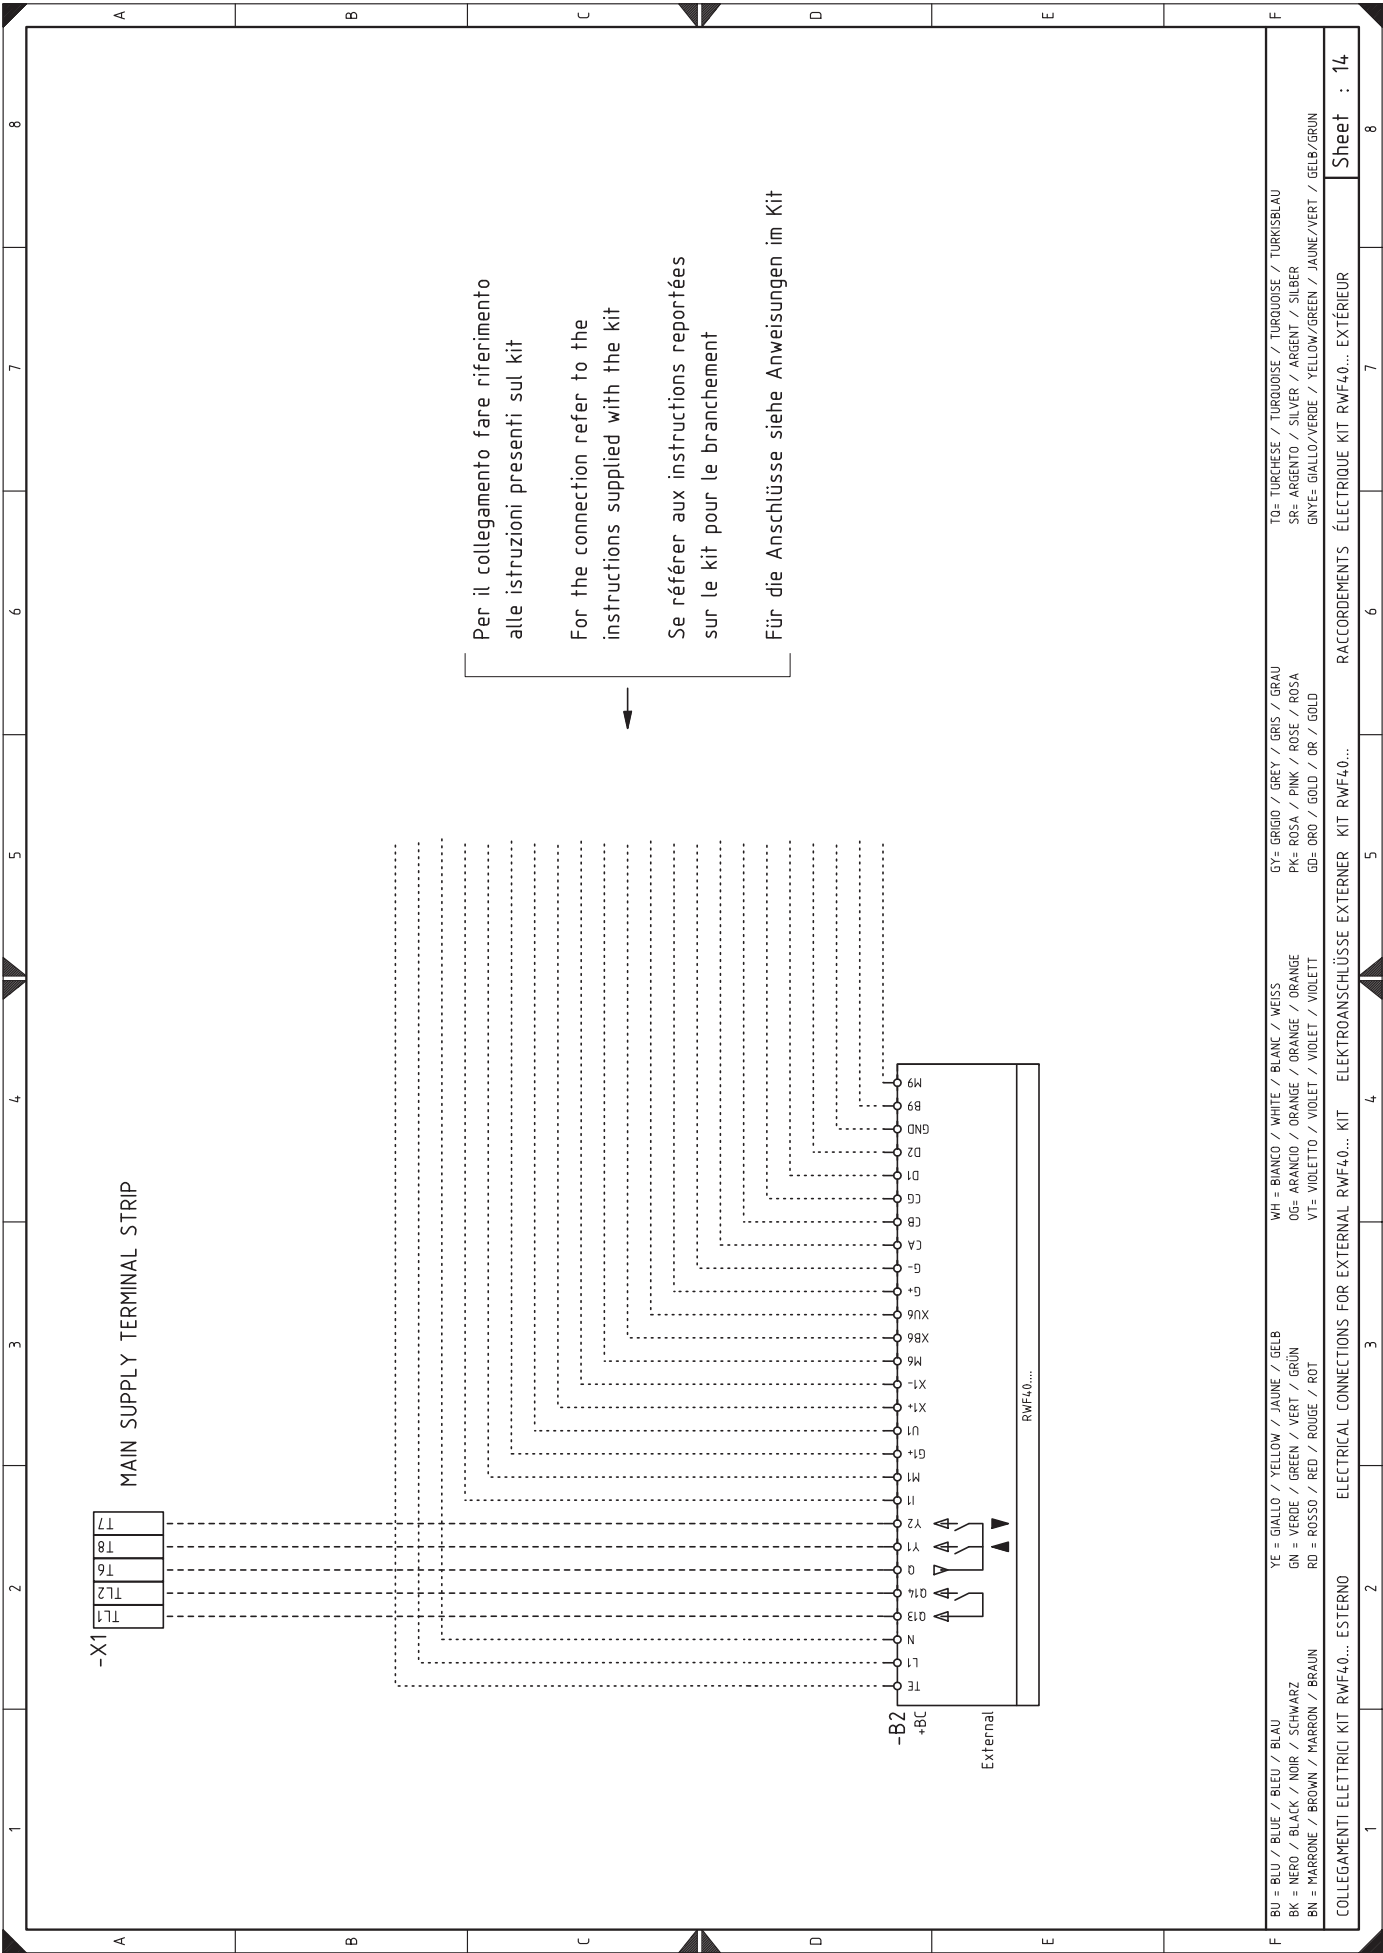 1
2
3
4
5
6
7
8
A
B
C
D
E
F
-X1
TL1
TL2
T6
T8
T7
MAIN SUPPLY TERMINAL STRIP
Per il collegamento fare riferimento
alle istruzioni presenti sul kit
For the connection refer to the
instructions supplied with the kit
Se référer aux instructions reportées
sur le kit pour le branchement
Für die Anschlüsse siehe Anweisungen im Kit
-B2
+BC
External
TE
L1
N
Q13
Q14
Q
Y1
Y2
I1
M1
G1+
U1
X1+
X1-
M6
XB6
XU6
G+
G-
CA
CB
CG
D1
D2
GND
B9
M9
RWF40....
BU = BLU / BLUE / BLEU / BLAU
BK = NERO / BLACK / NOIR / SCHWARZ
BN = MARRONE / BROWN / MARRON / BRAUN
YE = GIALLO / YELLOW / JAUNE / GELB
GN = VERDE / GREEN / VERT / GRÜN
RD = ROSSO / RED / ROUGE / ROT
WH = BIANCO / WHITE / BLANC / WEISS
OG= ARANCIO / ORANGE / ORANGE / ORANGE
VT= VIOLETTO / VIOLET / VIOLET / VIOLETT
GY= GRIGIO / GREY / GRIS / GRAU
PK= ROSA / PINK / ROSE / ROSA
GD= ORO / GOLD / OR / GOLD
TQ= TURCHESE / TURQUOISE / TURQUOISE / TURKISBLAU
SR= ARGENTO / SILVER / ARGENT / SILBER
GNYE= GIALLO/VERDE / YELLOW/GREEN / JAUNE/VERT / GELB/GRUN
COLLEGAMENTI ELETTRICI KIT RWF40... ESTERNO
ELECTRICAL CONNECTIONS FOR EXTERNAL RWF40... KIT
ELEKTROANSCHLÜSSE EXTERNER KIT RWF40...
RACCORDEMENTS ÉLECTRIQUE KIT RWF40... EXTÉRIEUR
Sheet : 14
1
2
3
4
5
6
7
8
A
B
C
D
E
F